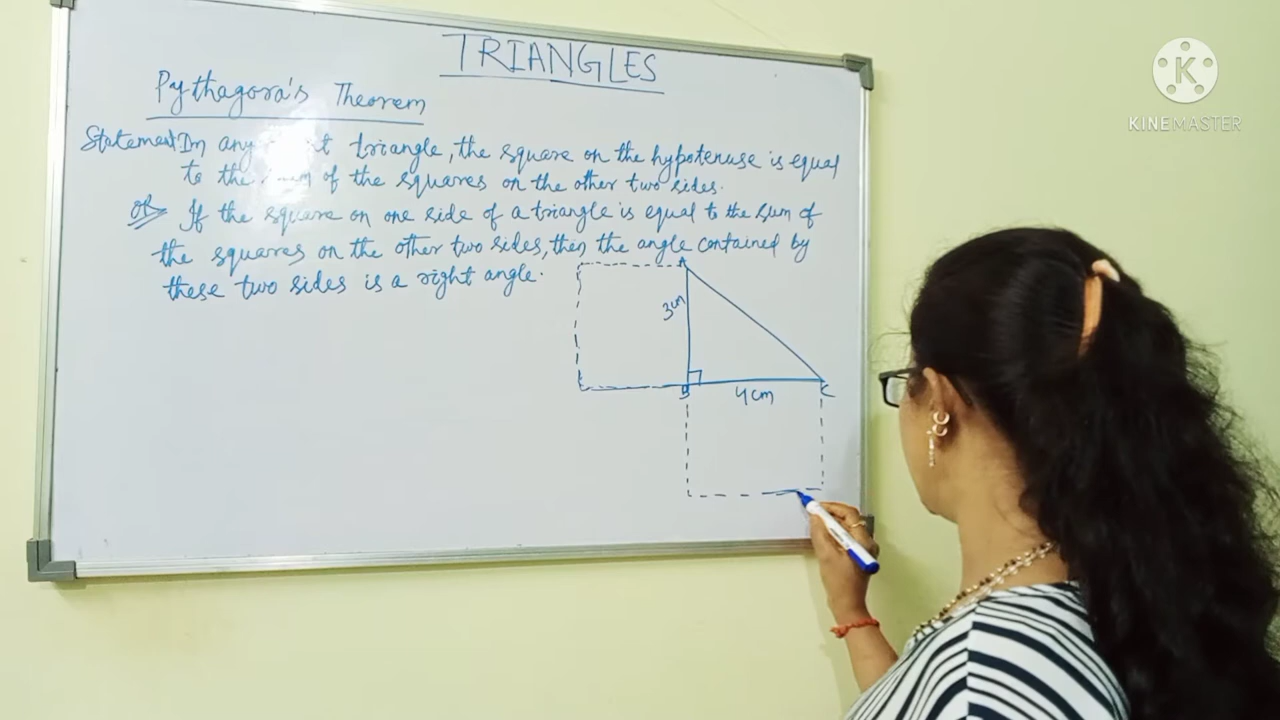 TRIANGLES
Pythagora's Theorem
Statement In any triangle, the square on the hypotenuse is equal
to the of the squares on the other two sides.
or If the square on one side of a triangle is equal to the sum of
the squares on the other two sides, then the angle contained by
these two sides is a right angle.
A
3cm
B
C
4cm
K
KINEMASTER